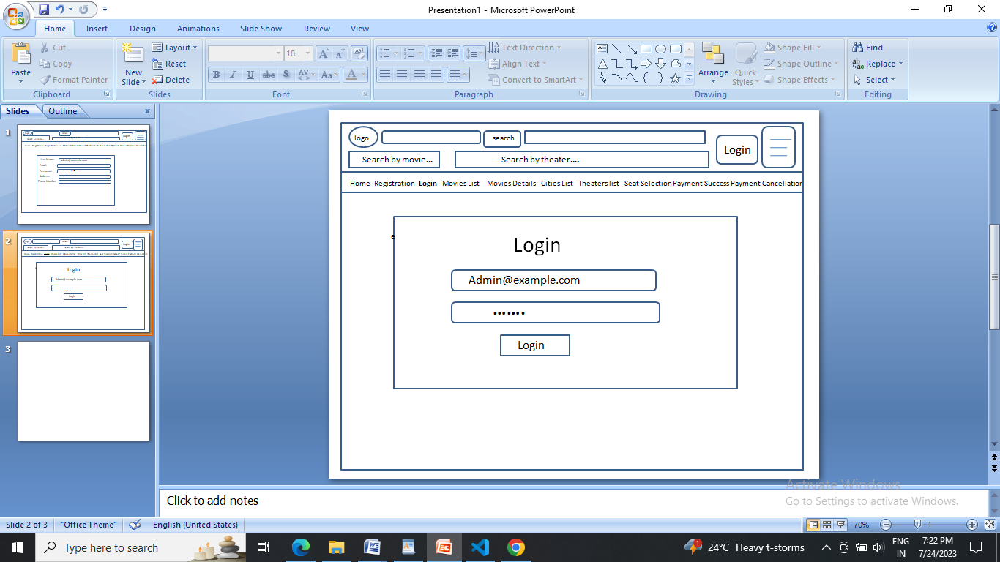 Presentation1 - Microsoft PowerPoint
Home Insert Design Animations Slide Show Review View
Paste
Cut
Copy
Format Painter
Clipboard
New Slide
Layout
Reset
Delete
Slides
18
B I U abc S AV Aa A
Font
Text Direction
Align Text
Convert to SmartArt
Paragraph
Arrange
Quick Styles
Shape Fill
Shape Outline
Shape Effects
Drawing
Find
Replace
Select
Editing
Slides Outline x
1
2
3
logo search Login
Search by movie... Search by theater....
Home Registration Login Movies List Movies Details Cities List Theaters list Seat Selection Payment Success Payment Cancellation
e
Login
Admin@example.com
•••••••
Login
Activate Windows
Go to Settings to activate Windows.
Click to add notes
Slide 2 of 3 "Office Theme" English (United States) 70%
Type here to search
24°C Heavy t-storms
ENG
IN
7:22 PM
7/24/2023